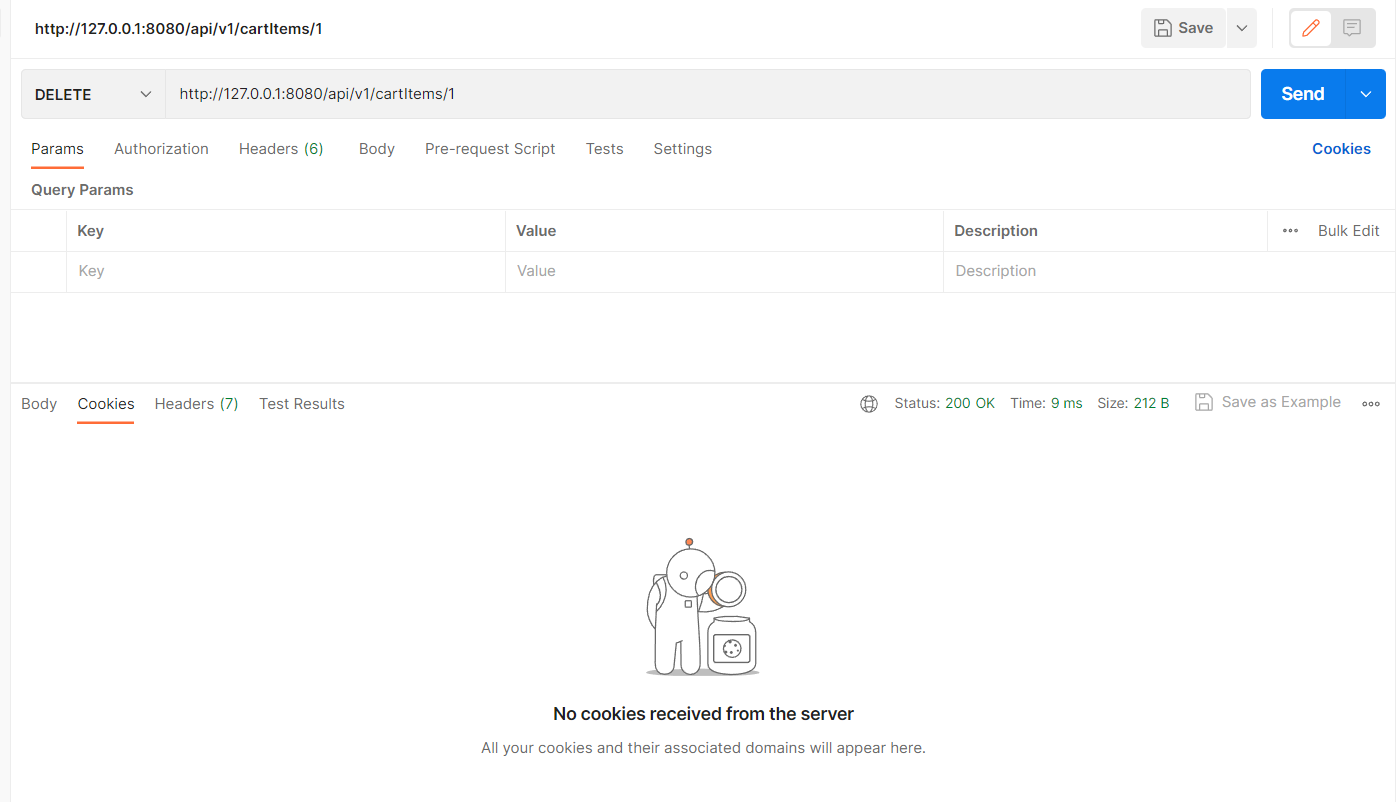 http://127.0.0.1:8080/api/v1/cartItems/1
Save
DELETE
http://127.0.0.1:8080/api/v1/cartItems/1
Send
Params Authorization Headers (6) Body Pre-request Script Tests Settings Cookies
Query Params
Key Value Description ••• Bulk Edit
Key Value Description
Body Cookies Headers (7) Test Results Status: 200 OK Time: 9 ms Size: 212 B Save as Example
No cookies received from the server
All your cookies and their associated domains will appear here.